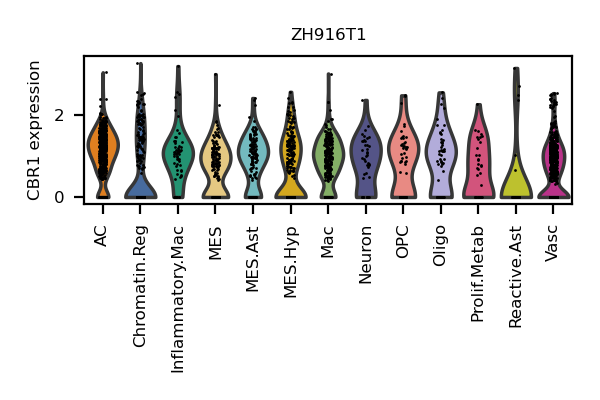 ZH916T1
CBR1 expression
2
0
AC
Chromatin.Reg
Inflammatory.Mac
MES
MES.Ast
MES.Hyp
Mac
Neuron
OPC
Oligo
Prolif.Metab
Reactive.Ast
Vasc